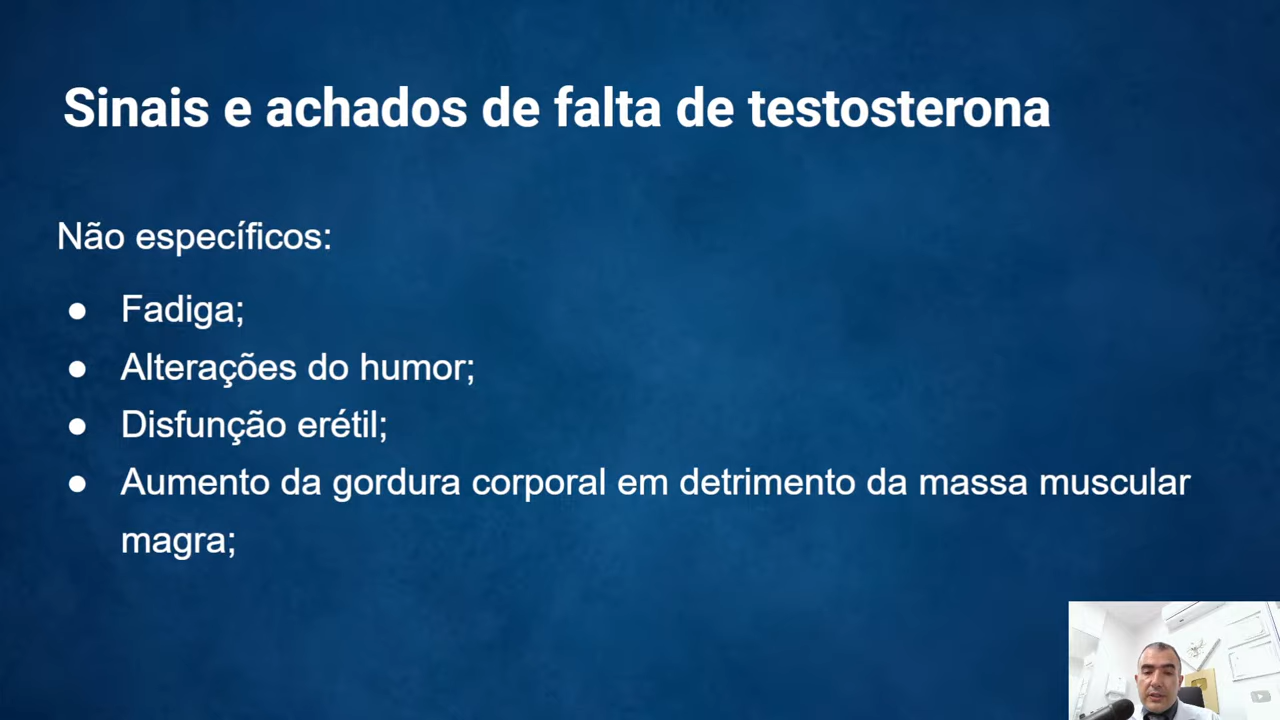 Sinais e achados de falta de testosterona
Não específicos:
● Fadiga;
● Alterações do humor;
● Disfunção erétil;
● Aumento da gordura corporal em detrimento da massa muscular
magra;